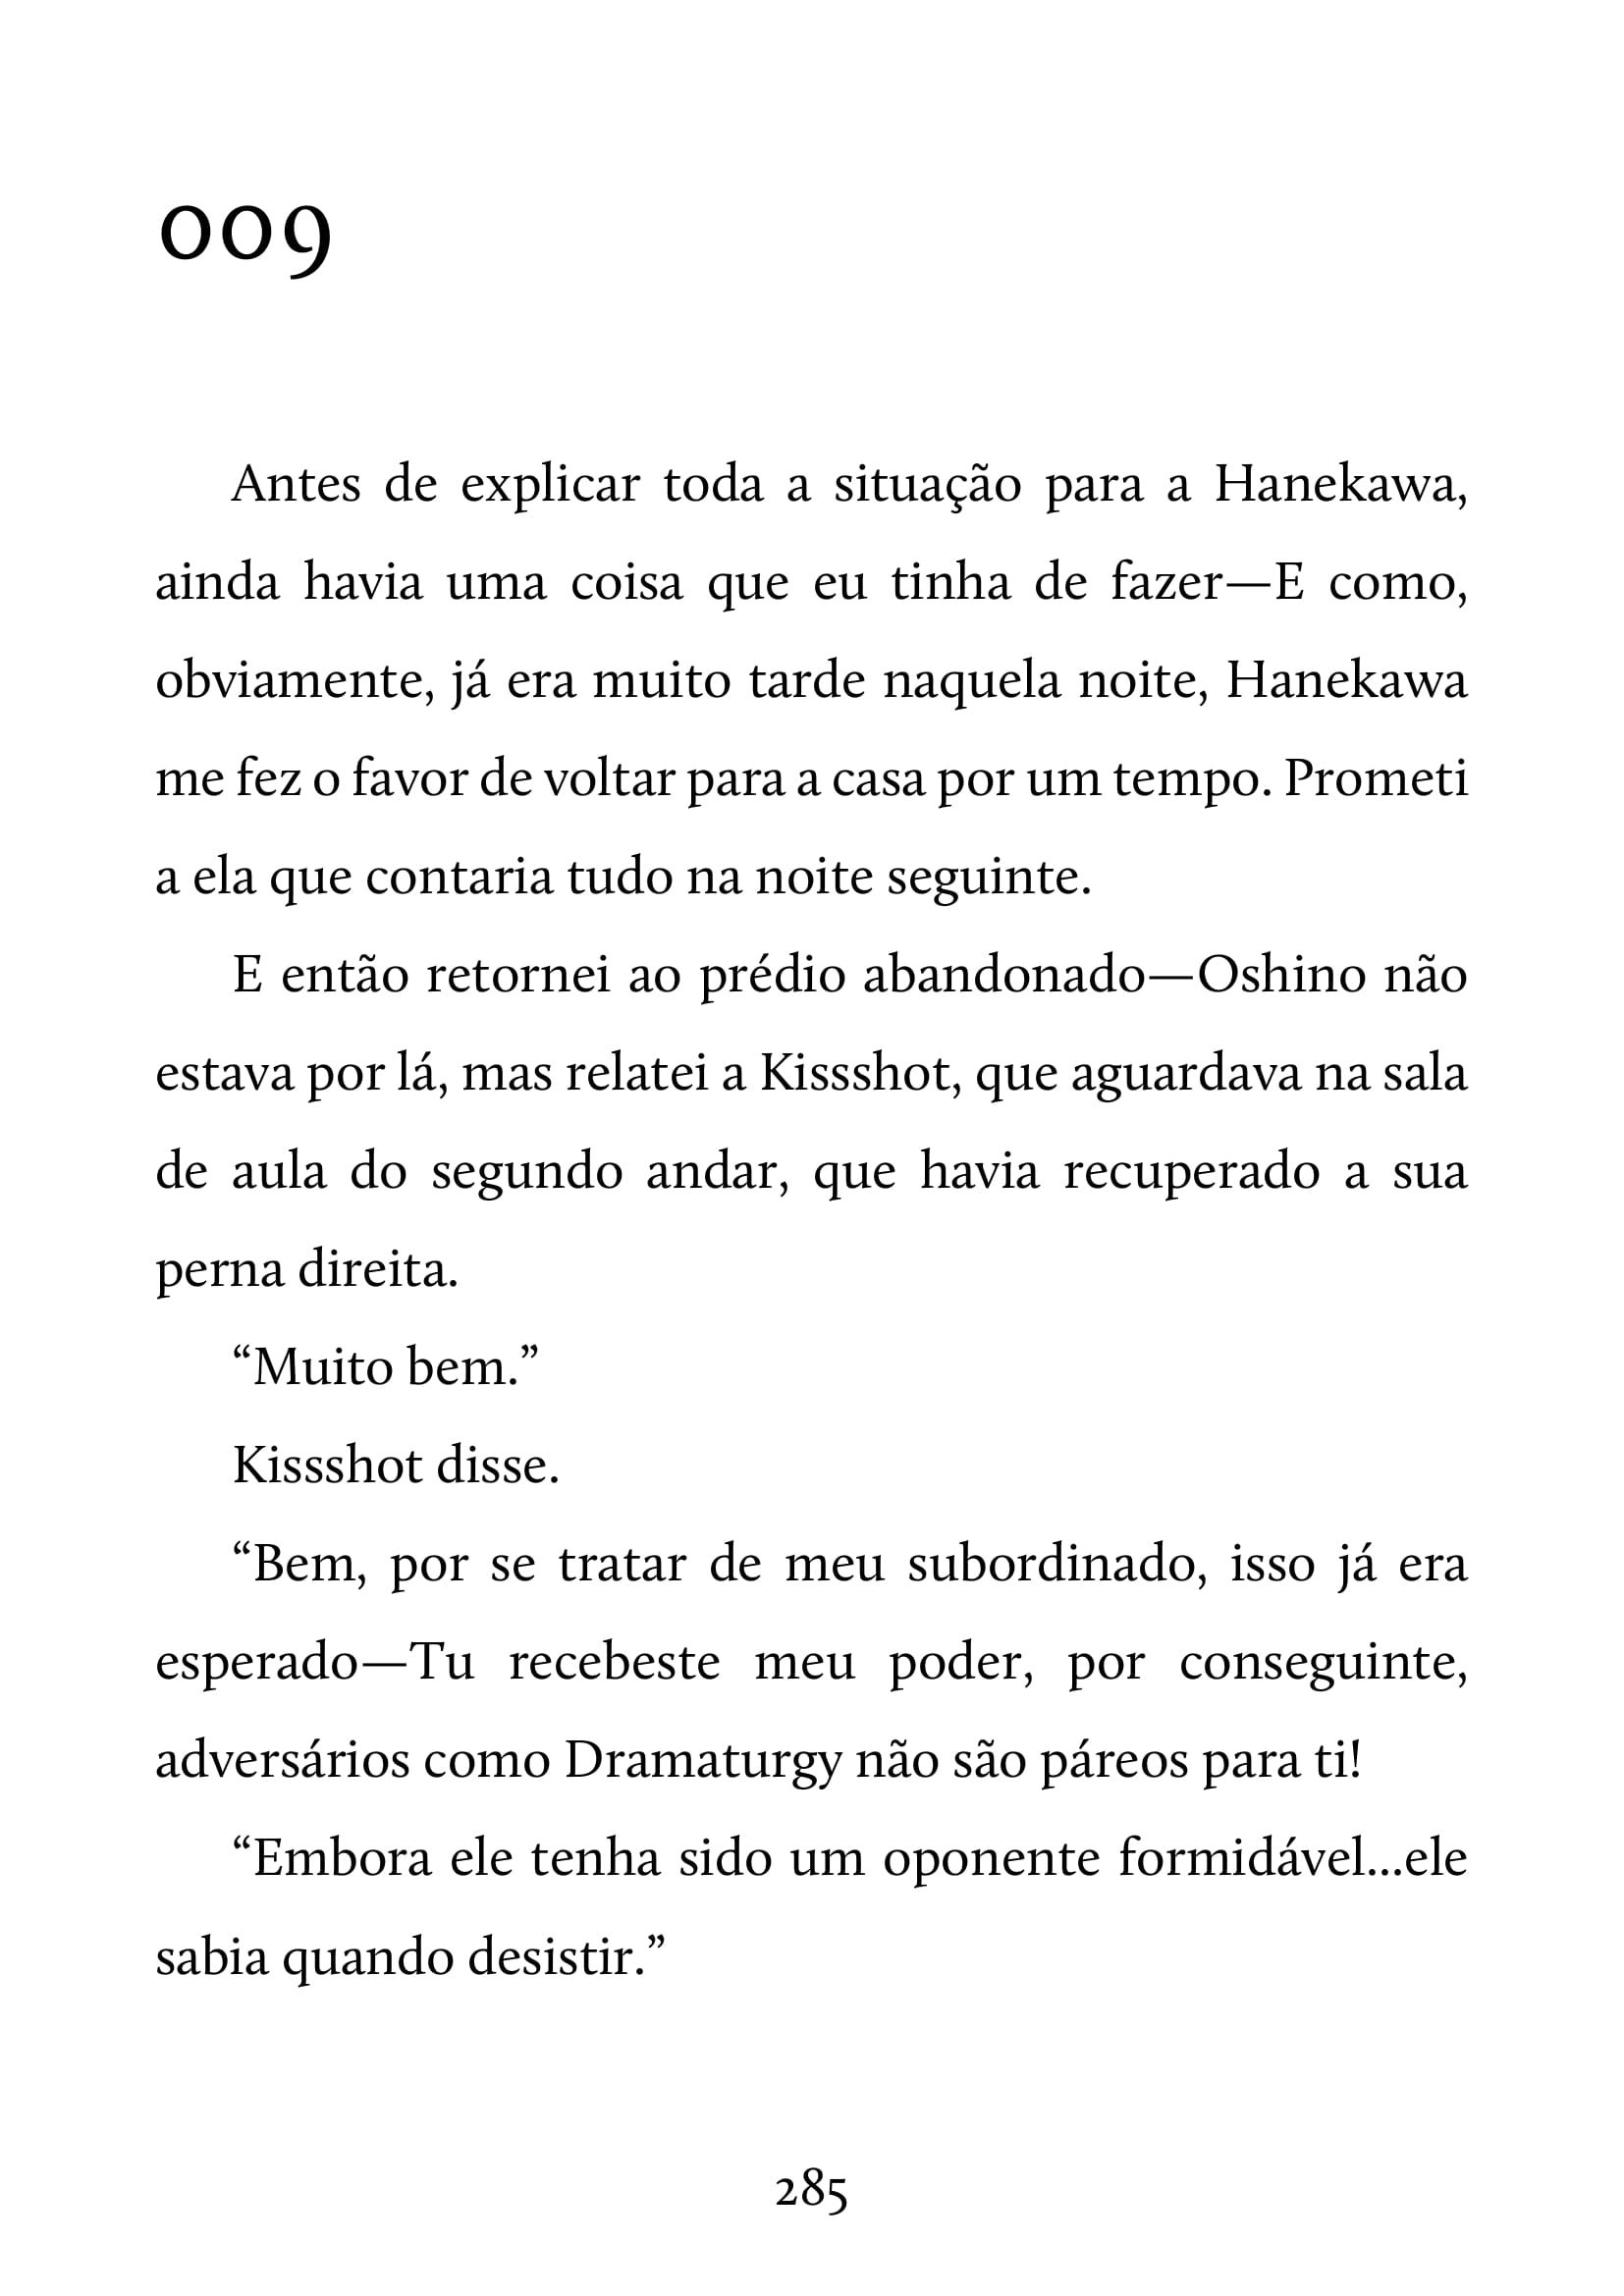 009
Antes de explicar toda a situação para a Hanekawa,
ainda havia uma coisa que eu tinha de fazer—E como,
obviamente, já era muito tarde naquela noite, Hanekawa
me fez o favor de voltar para a casa por um tempo. Prometi
a ela que contaria tudo na noite seguinte.
E então retornei ao prédio abandonado—Oshino não
estava por lá, mas relatei a Kissshot, que aguardava na sala
de aula do segundo andar, que havia recuperado a sua
perna direita.
“Muito bem.”
Kissshot disse.
“Bem, por se tratar de meu subordinado, isso já era
esperado—Tu recebeste meu poder, por conseguinte,
adversários como Dramaturgy não são páreos para ti!
“Embora ele tenha sido um oponente formidável...ele
sabia quando desistir.”
285